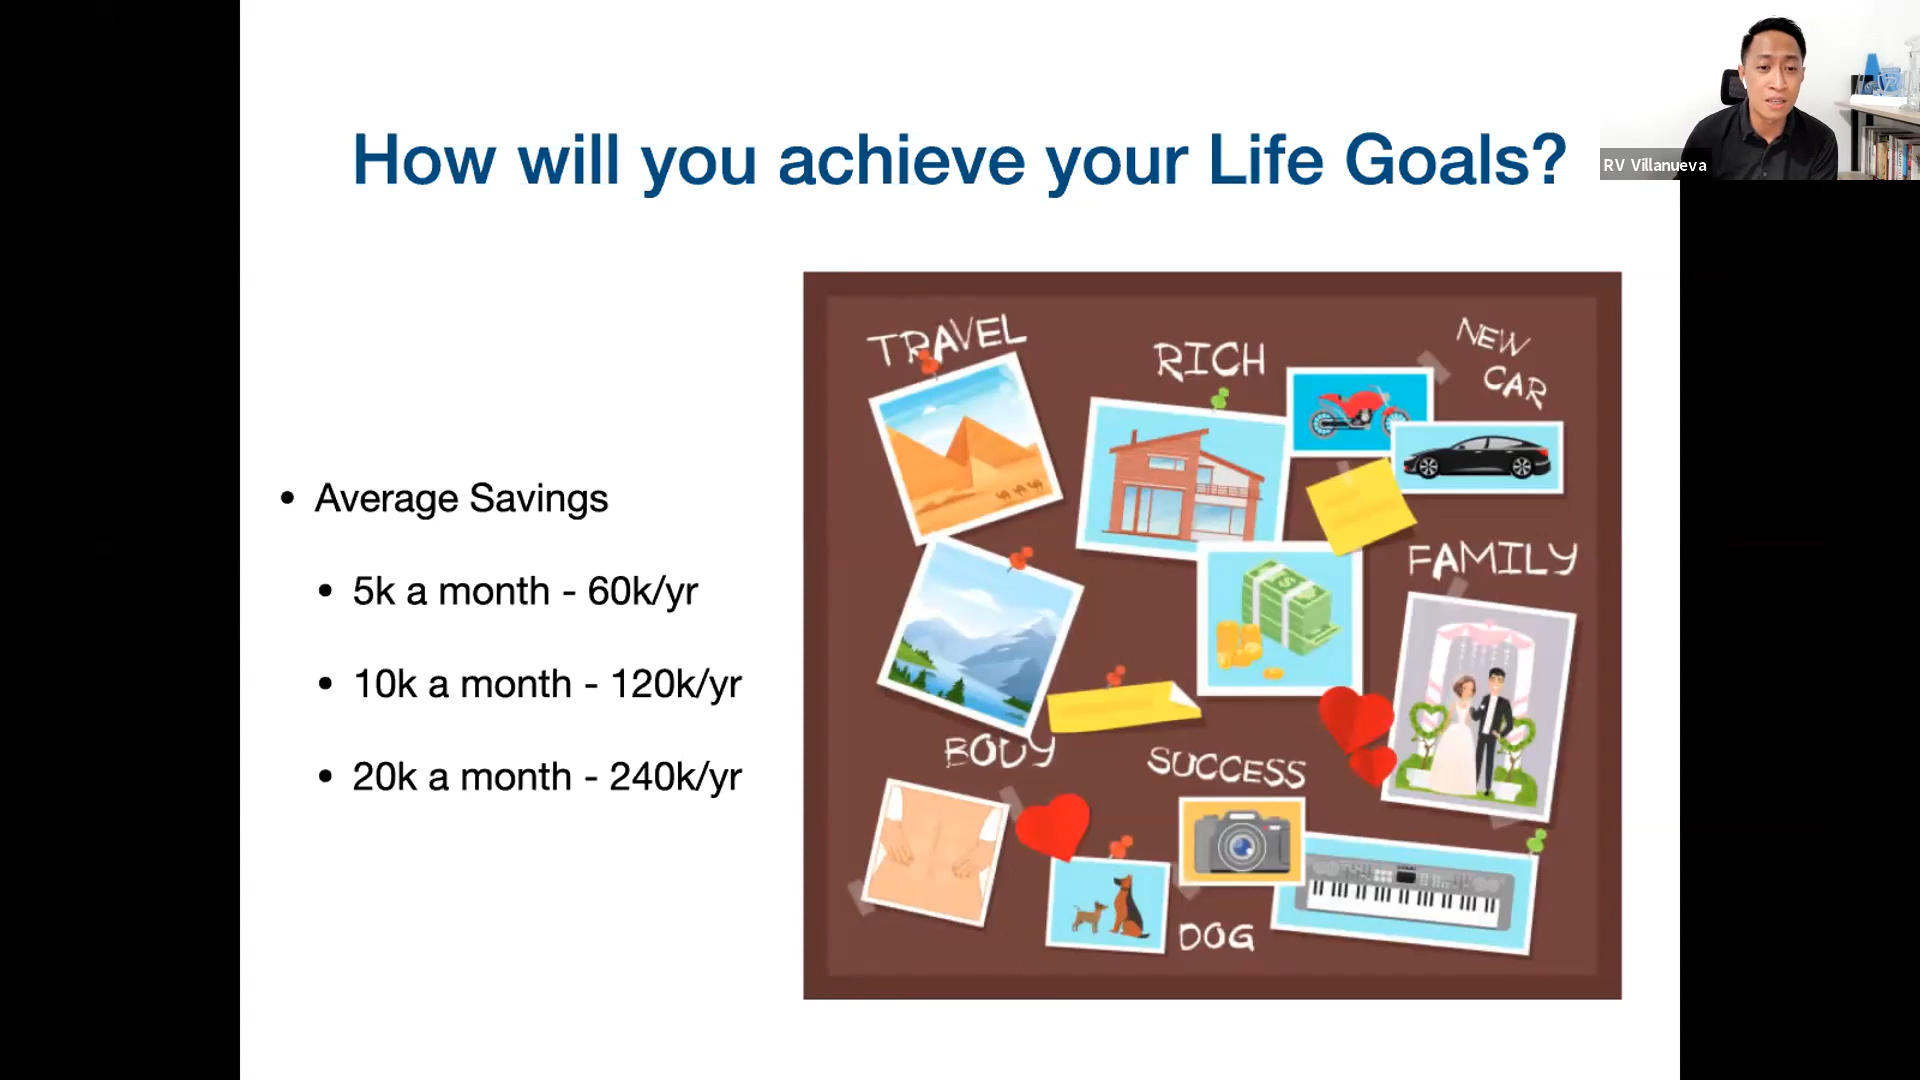 How will you achieve your Life Goals?
RV Villanueva
• Average Savings
• 5k a month - 60k/yr
• 10k a month - 120k/yr
• 20k a month - 240k/yr
TRAVEL
RICH
NEW
CAR
FAMILY
BODY
SUCCESS
DOG